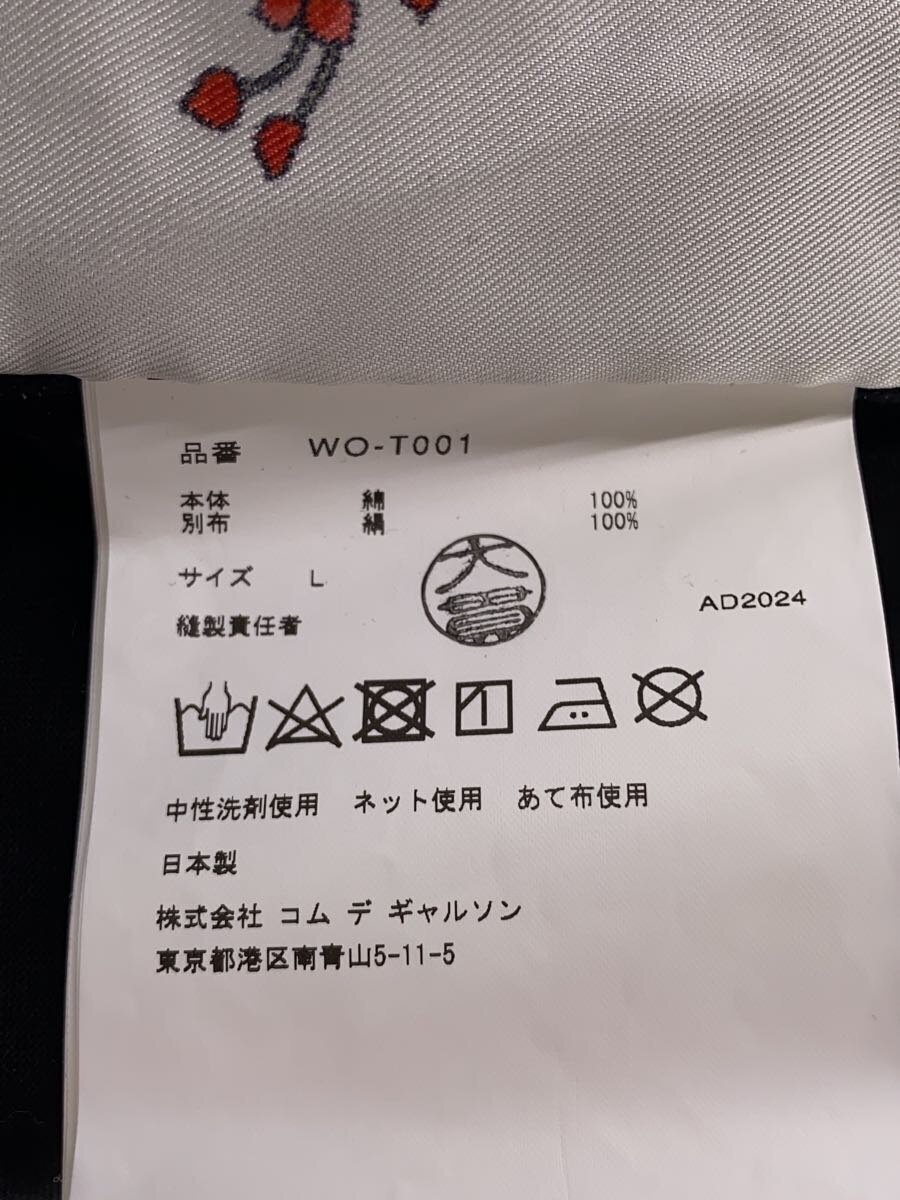 品番 WO-T001
本体 綿 100%
別布 絹 100%
サイズ L
縫製責任者
AD2024
中性洗剤使用 ネット使用 あて布使用
日本製
株式会社 コム デ ギャルソン
東京都港区南青山5-11-5